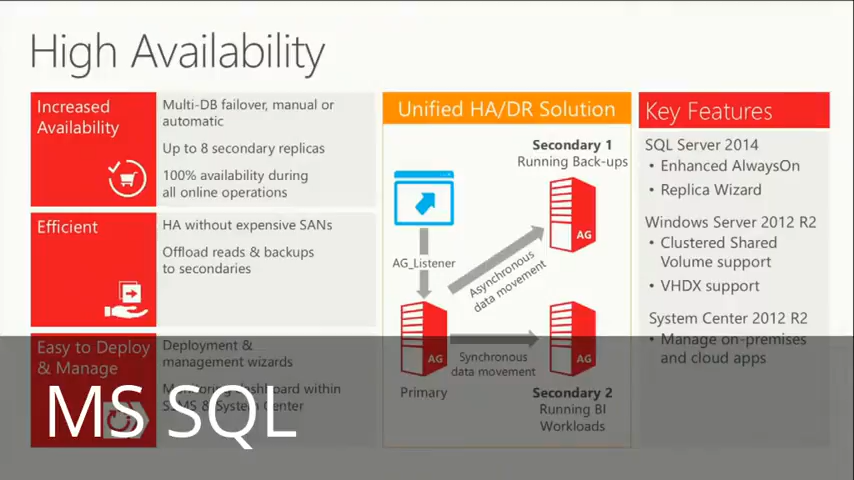 High Availability
Increased
Availability
Multi-DB failover, manual or
automatic
Up to 8 secondary replicas
100% availability during
all online operations
Efficient
HA without expensive SANs
Offload reads & backups
to secondaries
Easy to Deploy
& Manage
Deployment &
management wizards
Monitoring dashboard within
SSMS & System Center
Unified HA/DR Solution
Secondary 1
Running Back-ups
AG
AG_Listener
Asynchronous
data movement
AG
Primary
Synchronous
data movement
AG
Secondary 2
Running BI
Workloads
Key Features
SQL Server 2014
• Enhanced AlwaysOn
• Replica Wizard
Windows Server 2012 R2
• Clustered Shared
Volume support
• VHDX support
System Center 2012 R2
• Manage on-premises
and cloud apps
MS SQL